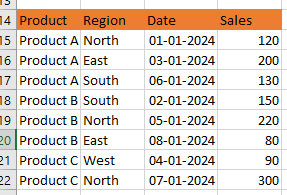 14 Product Region Date Sales
15 Product A North 01-01-2024 120
16 Product A East 03-01-2024 200
17 Product A South 06-01-2024 130
18 Product B South 02-01-2024 150
19 Product B North 05-01-2024 220
20 Product B East 08-01-2024 80
21 Product C West 04-01-2024 90
22 Product C North 07-01-2024 300